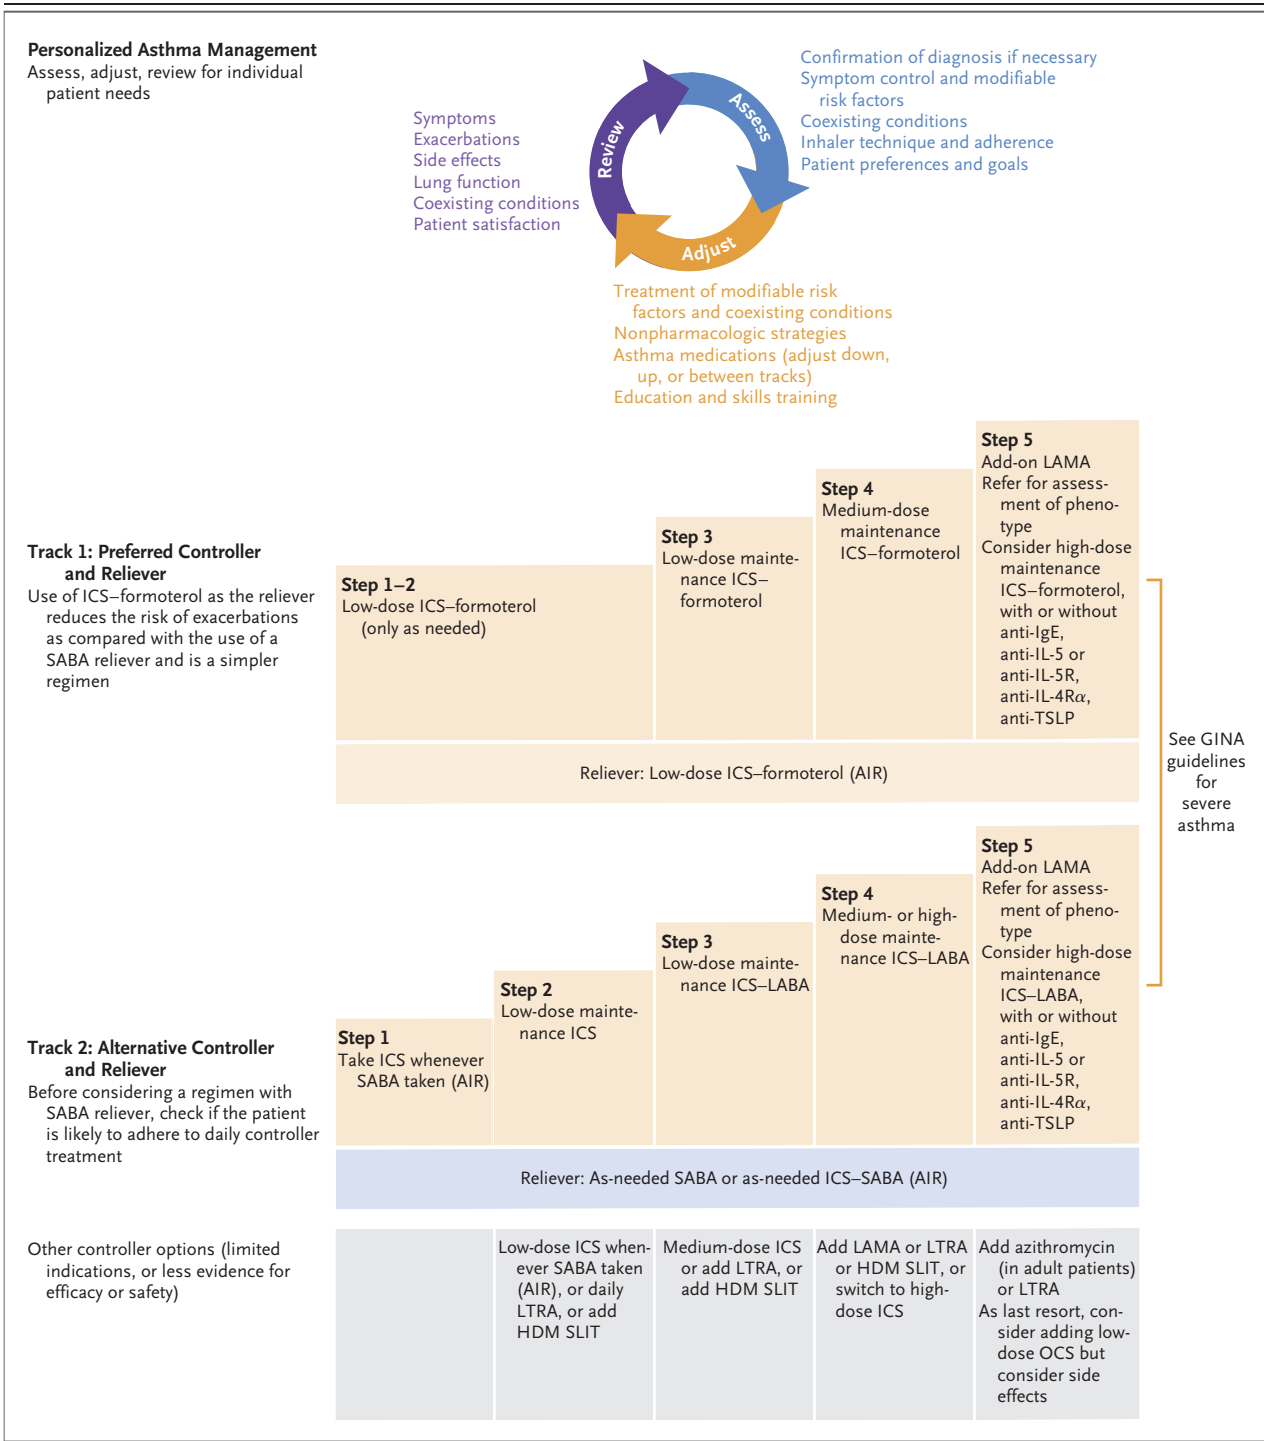 Personalized Asthma Management
Assess, adjust, review for individual
patient needs
Confirmation of diagnosis if necessary
Symptom control and modifiable
risk factors
Coexisting conditions
Inhaler technique and adherence
Patient preferences and goals
Symptoms
Exacerbations
Side effects
Lung function
Coexisting conditions
Patient satisfaction
Review
Assess
Adjust
Treatment of modifiable risk
factors and coexisting conditions
Nonpharmacologic strategies
Asthma medications (adjust down,
up, or between tracks)
Education and skills training
Track 1: Preferred Controller
and Reliever
Use of ICS–formoterol as the reliever
reduces the risk of exacerbations
as compared with the use of a
SABA reliever and is a simpler
regimen
Step 1–2
Low-dose ICS–formoterol
(only as needed)
Step 3
Low-dose mainte-
nance ICS–
formoterol
Step 4
Medium-dose
maintenance
ICS–formoterol
Step 5
Add-on LAMA
Refer for assess-
ment of pheno-
type
Consider high-dose
maintenance
ICS–formoterol,
with or without
anti-IgE,
anti-IL-5 or
anti-IL-5R,
anti-IL-4Rα,
anti-TSLP
Reliever: Low-dose ICS–formoterol (AIR)
See GINA
guidelines
for
severe
asthma
Track 2: Alternative Controller
and Reliever
Before considering a regimen with
SABA reliever, check if the patient
is likely to adhere to daily controller
treatment
Step 1
Take ICS whenever
SABA taken (AIR)
Step 2
Low-dose mainte-
nance ICS
Step 3
Low-dose mainte-
nance ICS–LABA
Step 4
Medium- or high-
dose mainte-
nance ICS–LABA
Step 5
Add-on LAMA
Refer for assess-
ment of pheno-
type
Consider high-dose
maintenance
ICS–LABA,
with or without
anti-IgE,
anti-IL-5 or
anti-IL-5R,
anti-IL-4Rα,
anti-TSLP
Reliever: As-needed SABA or as-needed ICS–SABA (AIR)
Other controller options (limited
indications, or less evidence for
efficacy or safety)
Low-dose ICS when-
ever SABA taken
(AIR), or daily
LTRA, or add
HDM SLIT
Medium-dose ICS
or add LTRA, or
add HDM SLIT
Add LAMA or LTRA
or HDM SLIT, or
switch to high-
dose ICS
Add azithromycin
(in adult patients)
or LTRA
As last resort, con-
sider adding low-
dose OCS but
consider side
effects